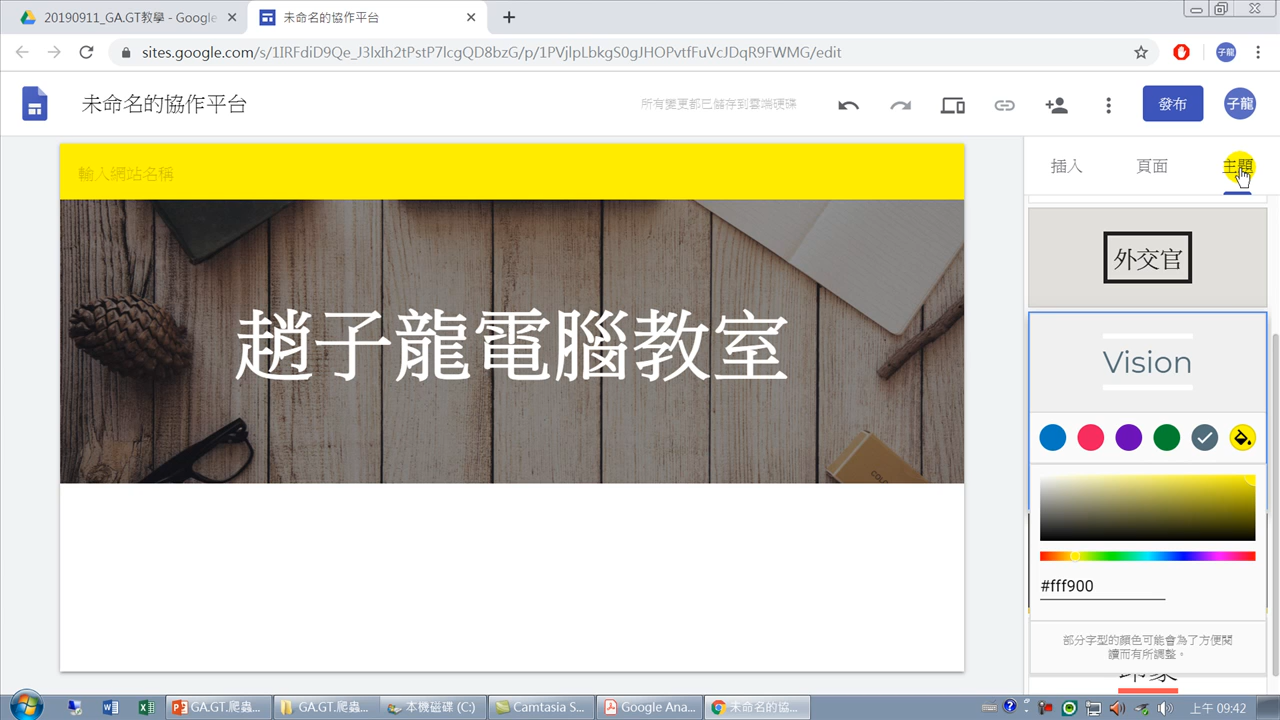 20190911_GA.GT教學 - Google
未命名的協作平台
sites.google.com/s/1IRFdiD9Qe_J3lxIh2tPstP7lcgQD8bzG/p/1PVjlpLbkgS0gJHOPvtfFuVcJDqR9FWMG/edit
子龍
未命名的協作平台
所有變更都已儲存到雲端硬碟
發布
子龍
輸入網站名稱
趙子龍電腦教室
插入
頁面
主題
外交官
Vision
#fff900
部分字型的顏色可能會為了方便閱
讀而有所調整。
印象
GA.GT.爬蟲...
GA.GT.爬蟲...
本機磁碟 (C:)
Camtasia S...
Google Ana...
未命名的協...
上午 09:42